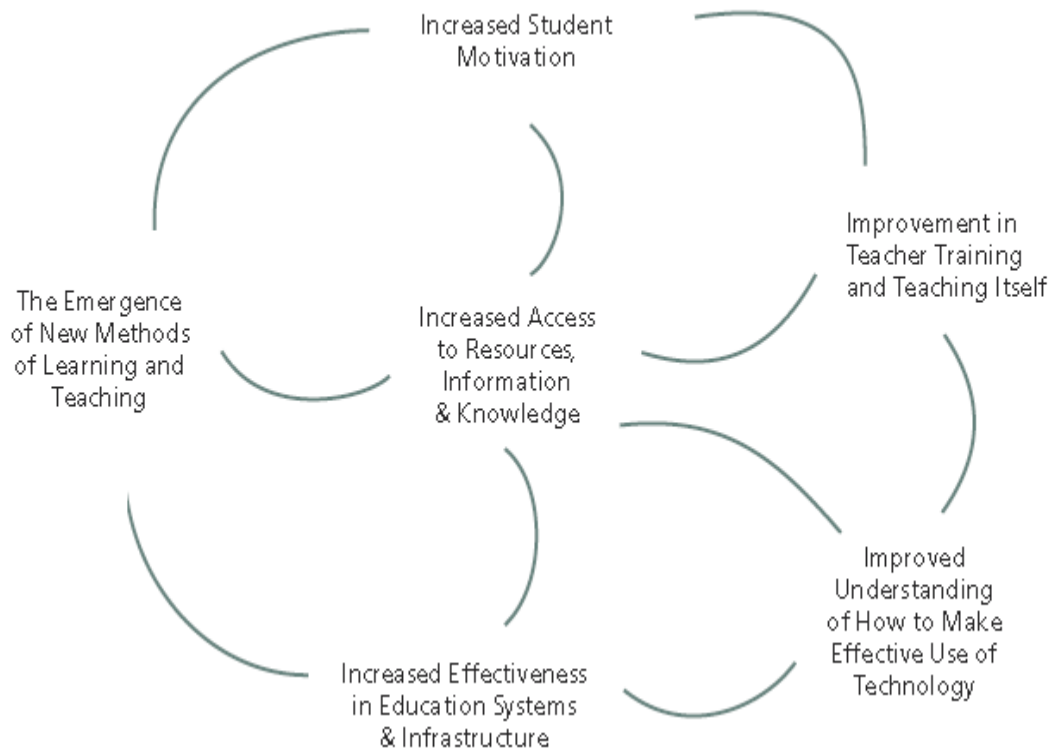 Increased Student
Motivation
Improvement in
Teacher Training
and Teaching Itself
The Emergence
of New Methods
of Learning and
Teaching
Increased Access
to Resources,
Information
& Knowledge
Improved
Understanding
of How to Make
Effective Use of
Technology
Increased Effectiveness
in Education Systems
& Infrastructure